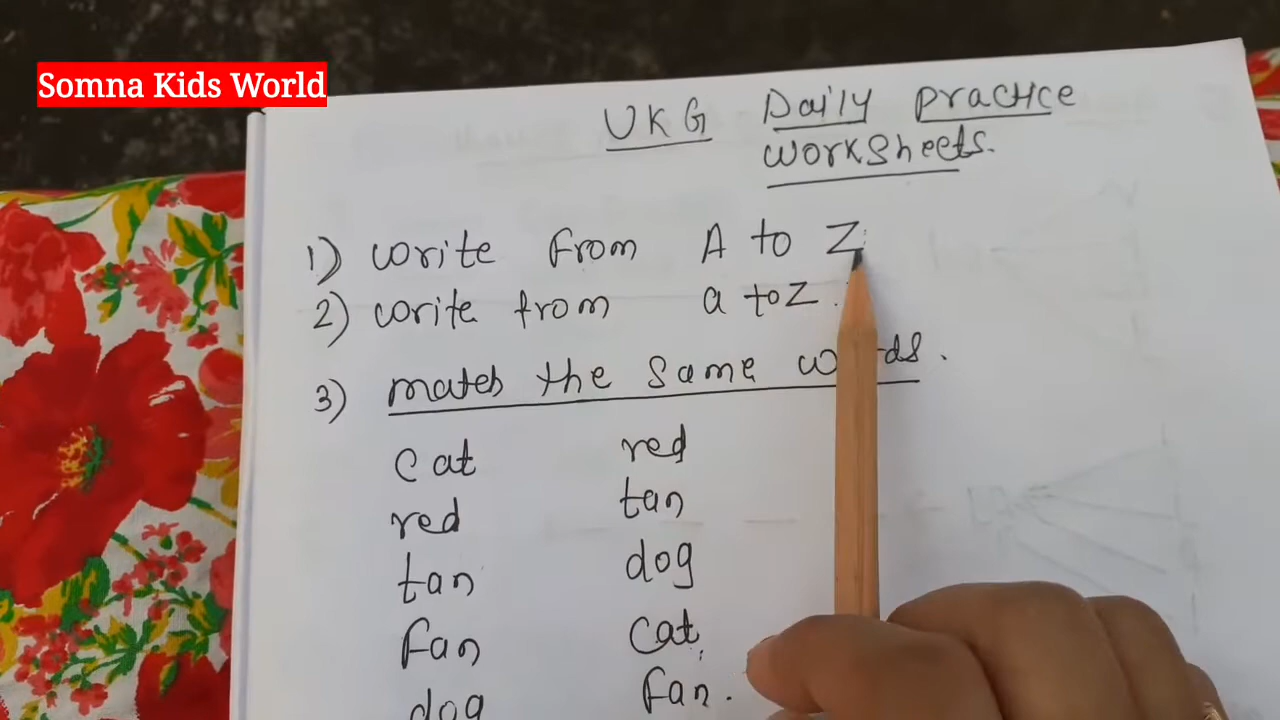 Somna Kids World
UKG Daily practice
worksheets.
1) write from A to Z.
2) write from a to z.
3) match the same words.
cat red
red tan
tan dog
fan cat
dog fan.